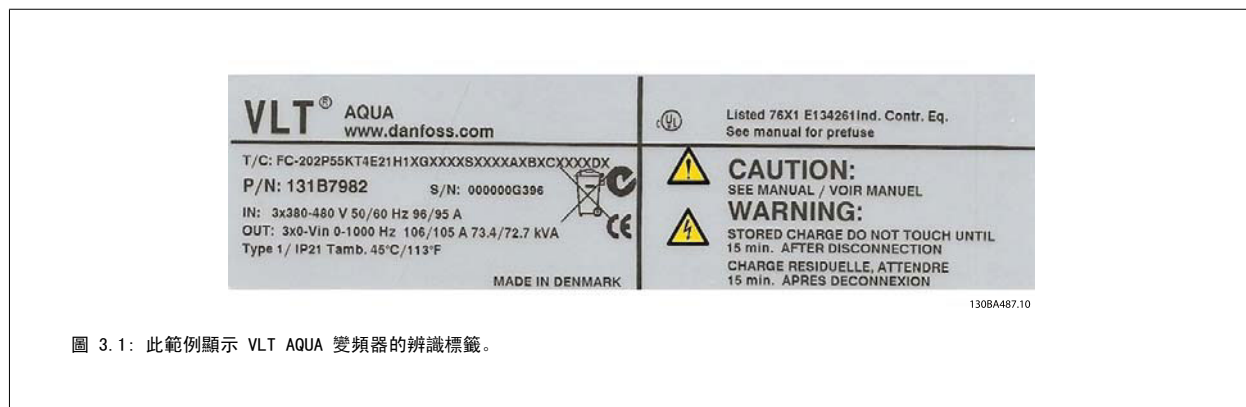 VLT® AQUA
www.danfoss.com
T/C: FC-202P55KT4E21H1XGXXXXSXXXXAXBXCXXXXDX
P/N: 131B7982 S/N: 000000G396
IN: 3x380-480 V 50/60 Hz 96/95 A
OUT: 3x0-Vin 0-1000 Hz 106/105 A 73.4/72.7 kVA
Type 1/ IP21 Tamb. 45°C/113°F
MADE IN DENMARK
CE
c UL
Listed 76X1 E134261Ind. Contr. Eq.
See manual for prefuse
CAUTION:
SEE MANUAL / VOIR MANUEL
WARNING:
STORED CHARGE DO NOT TOUCH UNTIL
15 min. AFTER DISCONNECTION
CHARGE RESIDUELLE, ATTENDRE
15 min. APRES DECONNEXION
130BA487.10
圖 3.1: 此範例顯示 VLT AQUA 變頻器的辨識標籤。